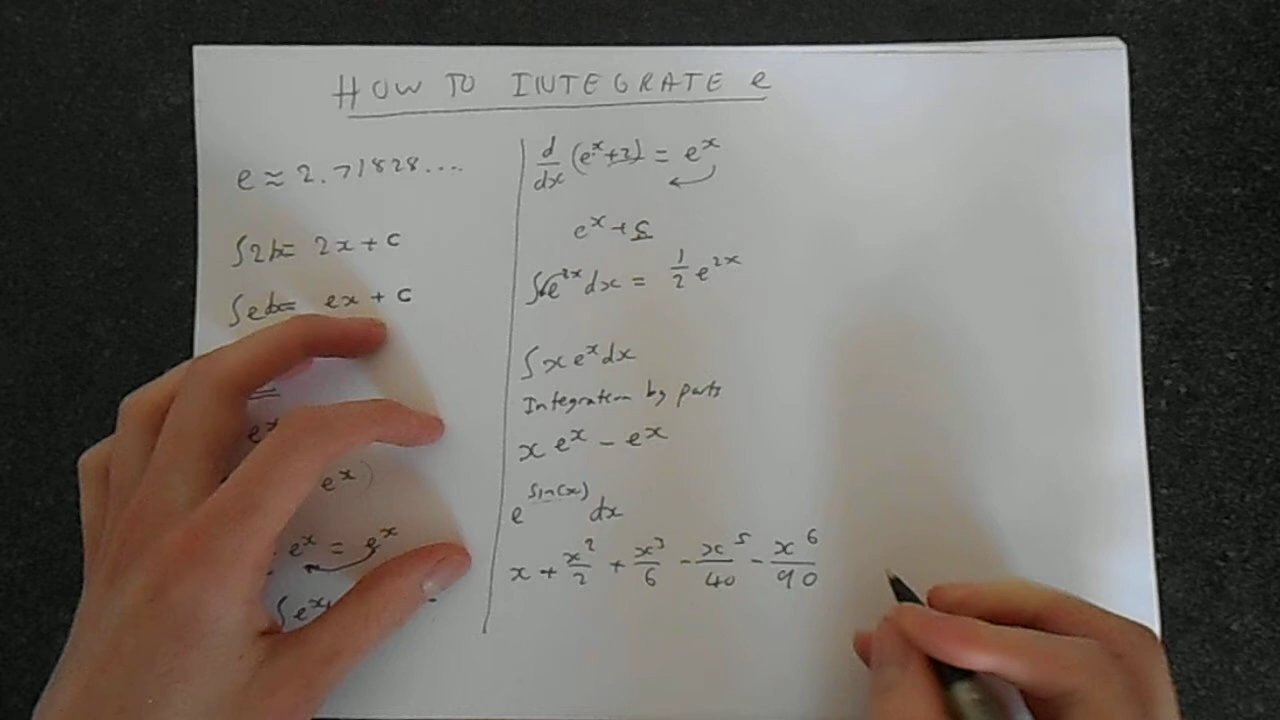 HOW TO INTEGRATE e
e ≈ 2.71828....
∫2dx= 2x + c
∫edx= ex + c
e^x
e^x)
e^x = e^x
∫e^x
d/dx (e^x+2) = e^x
e^x + c
∫e^2x dx = 1/2 e^2x
∫x e^x dx
Integration by parts
x e^x − e^x
e^sin(x) dx
x + x^2/2 + x^3/6 − x^5/40 − x^6/90